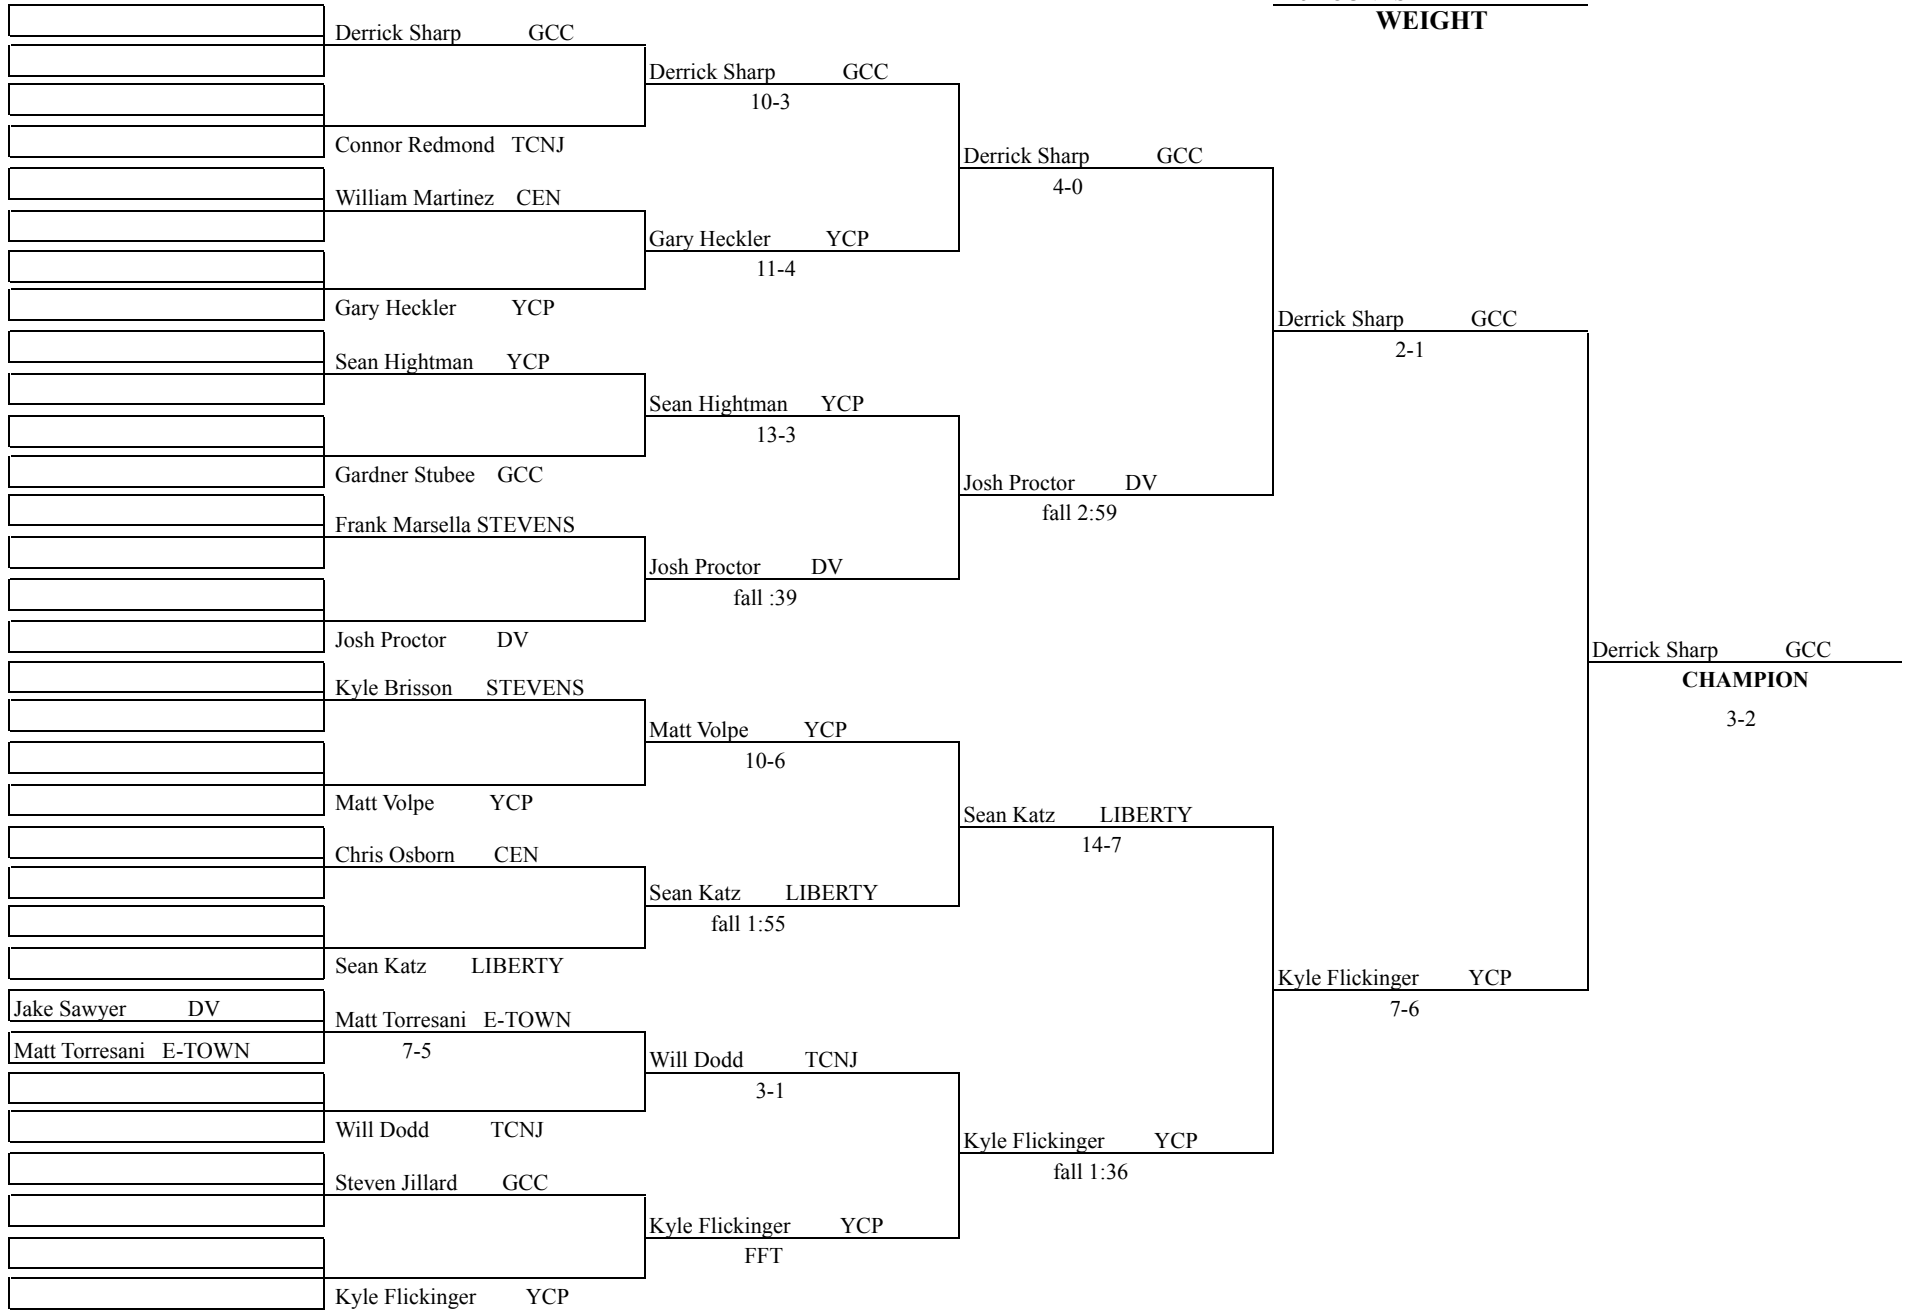 WEIGHT
Derrick Sharp GCC
Connor Redmond TCNJ
William Martinez CEN
Gary Heckler YCP
Sean Hightman YCP
Gardner Stubee GCC
Frank Marsella STEVENS
Josh Proctor DV
Kyle Brisson STEVENS
Matt Volpe YCP
Chris Osborn CEN
Sean Katz LIBERTY
Jake Sawyer DV
Matt Torresani E-TOWN
Matt Torresani E-TOWN
7-5
Will Dodd TCNJ
Steven Jillard GCC
Kyle Flickinger YCP
Derrick Sharp GCC
10-3
Gary Heckler YCP
11-4
Sean Hightman YCP
13-3
Josh Proctor DV
fall :39
Matt Volpe YCP
10-6
Sean Katz LIBERTY
fall 1:55
Will Dodd TCNJ
3-1
Kyle Flickinger YCP
FFT
Derrick Sharp GCC
4-0
Josh Proctor DV
fall 2:59
Sean Katz LIBERTY
14-7
Kyle Flickinger YCP
fall 1:36
Derrick Sharp GCC
2-1
Kyle Flickinger YCP
7-6
Derrick Sharp GCC
CHAMPION
3-2